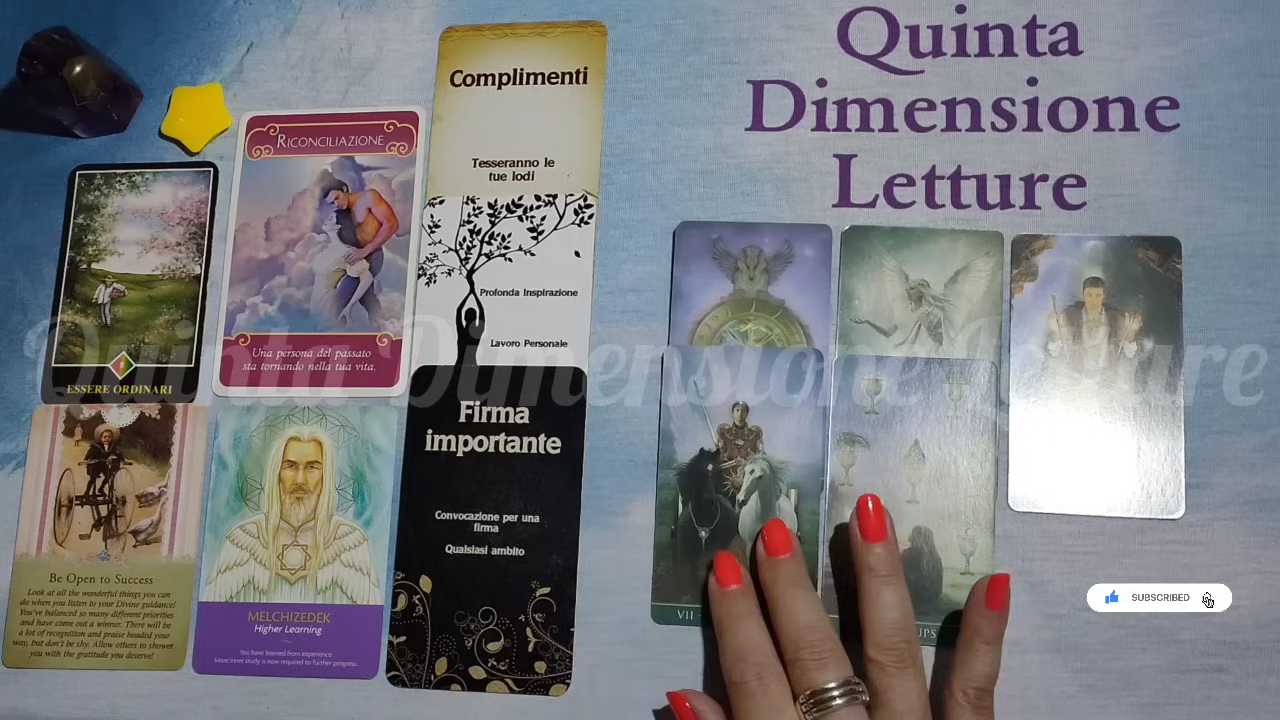 Quinta
Dimensione
Letture
Complimenti
Tesseranno le
tue lodi
Profonda Inspirazione
Lavoro Personale
RICONCILIAZIONE
Una persona del passato
sta tornando nella tua vita.
ESSERE ORDINARI
Firma
importante
Convocazione per una
firma
Qualsiasi ambito
Be Open to Success
Look at all the wonderful things you can
do when you listen to your Divine guidance!
You've balanced so many different priorities
and have come out a winner. There will be
a lot of recognition and praise headed your
way, but don't be shy. Allow others to shower
you with the gratitude you deserve!
MELCHIZEDEK
Higher Learning
You have learned from experience.
More inner study is now required to further progress.
VII
UPS
Quinta Dimensione Letture
SUBSCRIBED